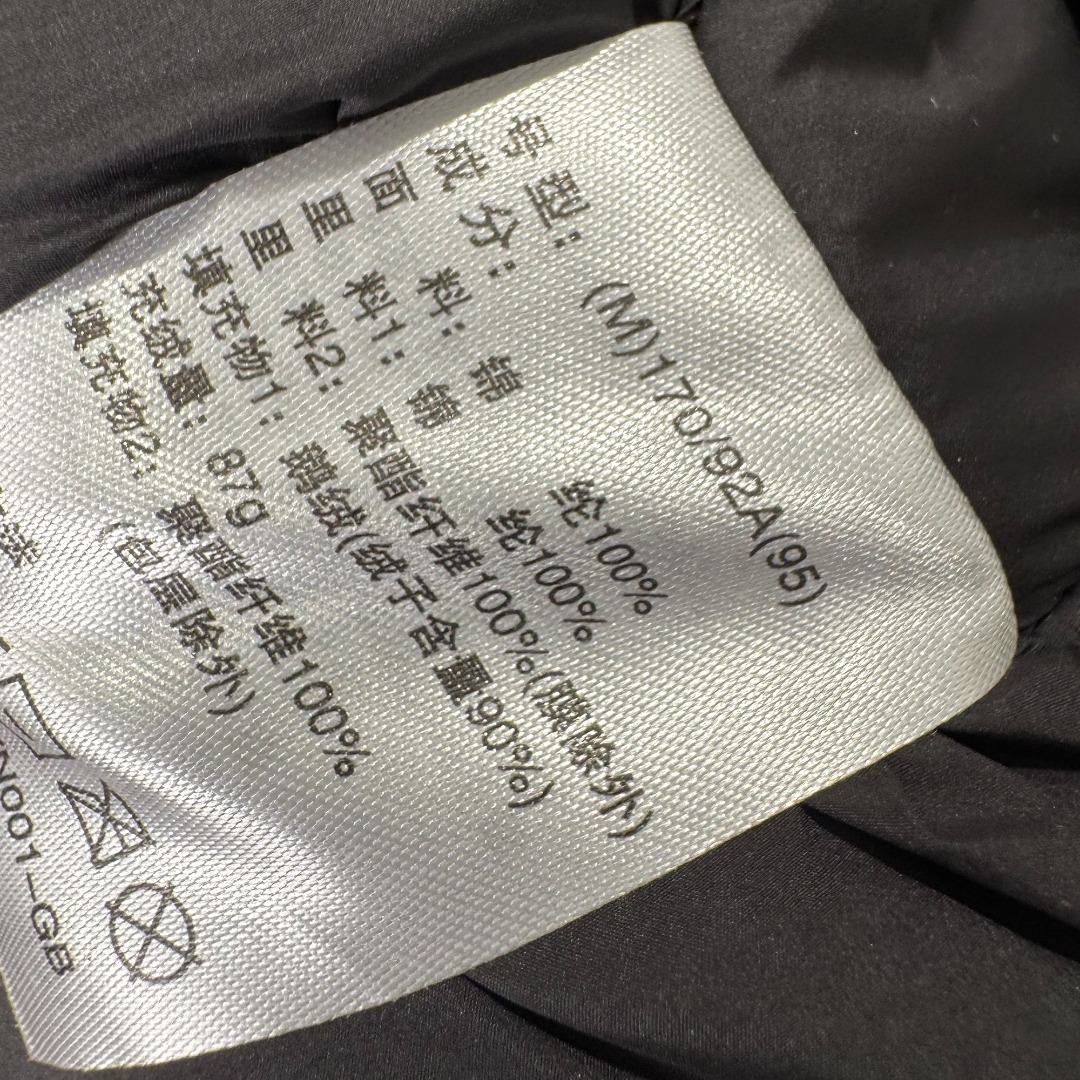 号型: (M)170/92A(95)
成分:
面料: 锦纶100%
里料1: 锦纶100%
里料2: 聚酯纤维100%(膜除外)
填充物1: 鹅绒(绒子含量90%)
充绒量: 87g
填充物2: 聚酯纤维100%
(包屋除外)
N001-GB